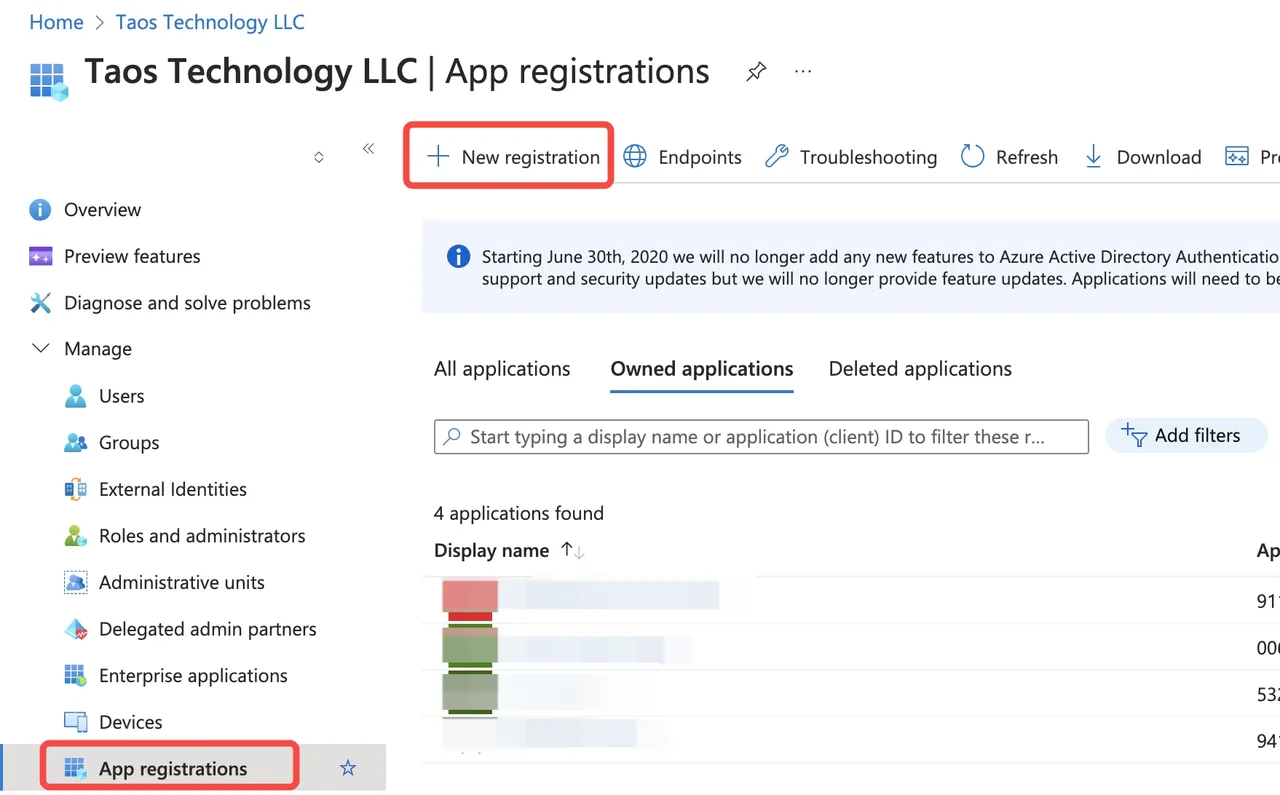 Home > Taos Technology LLC
Taos Technology LLC | App registrations
New registration
Endpoints
Troubleshooting
Refresh
Download
Overview
Preview features
Diagnose and solve problems
Manage
Users
Groups
External Identities
Roles and administrators
Administrative units
Delegated admin partners
Enterprise applications
Devices
App registrations
Starting June 30th, 2020 we will no longer add any new features to Azure Active Directory Authenticatio
support and security updates but we will no longer provide feature updates. Applications will need to be
All applications
Owned applications
Deleted applications
Start typing a display name or application (client) ID to filter these r...
Add filters
4 applications found
Display name
Ap
911
006
532
941